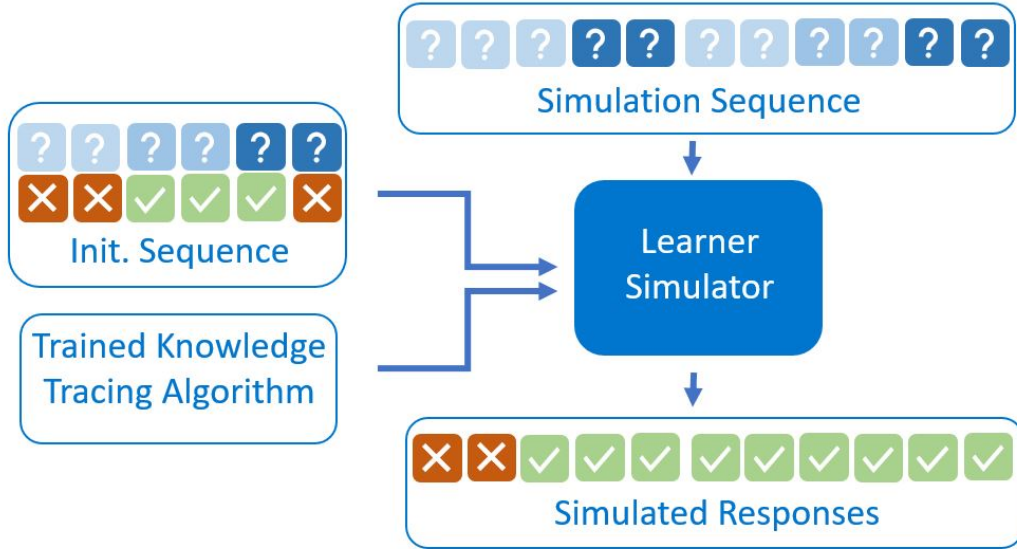 ? ? ? ? ? ? ? ? ? ? ?
Simulation Sequence
? ? ? ? ? ?
Init. Sequence
Learner
Simulator
Trained Knowledge
Tracing Algorithm
Simulated Responses